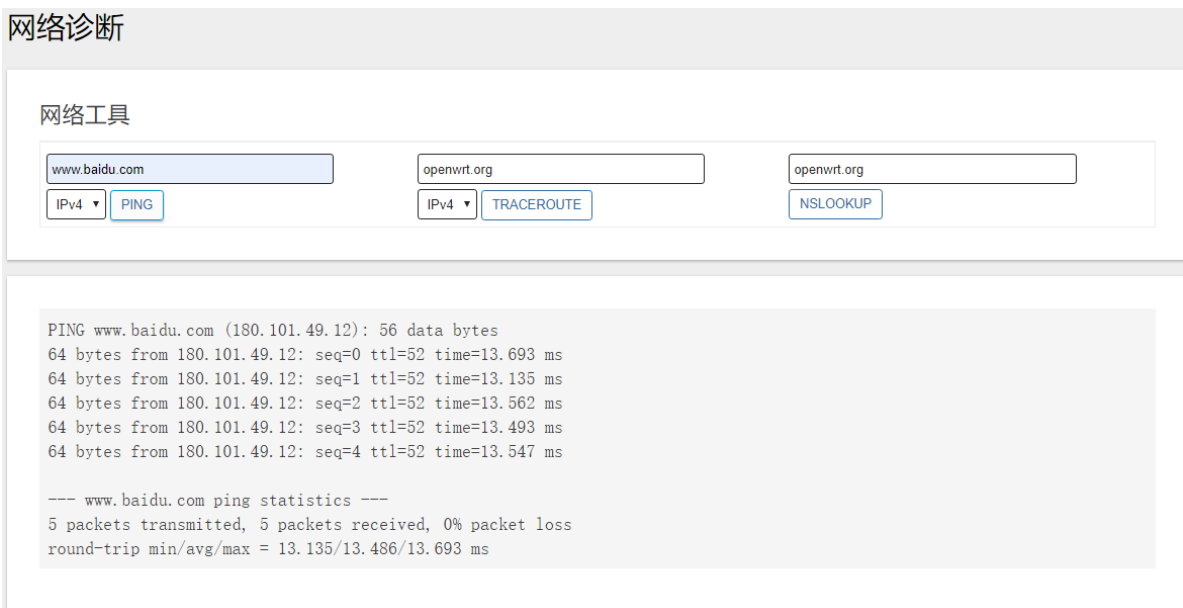 网络诊断
网络工具
www.baidu.com openwrt.org openwrt.org
IPv4 PING IPv4 TRACEROUTE NSLOOKUP
PING www.baidu.com (180.101.49.12): 56 data bytes
64 bytes from 180.101.49.12: seq=0 ttl=52 time=13.693 ms
64 bytes from 180.101.49.12: seq=1 ttl=52 time=13.135 ms
64 bytes from 180.101.49.12: seq=2 ttl=52 time=13.562 ms
64 bytes from 180.101.49.12: seq=3 ttl=52 time=13.493 ms
64 bytes from 180.101.49.12: seq=4 ttl=52 time=13.547 ms
--- www.baidu.com ping statistics ---
5 packets transmitted, 5 packets received, 0% packet loss
round-trip min/avg/max = 13.135/13.486/13.693 ms